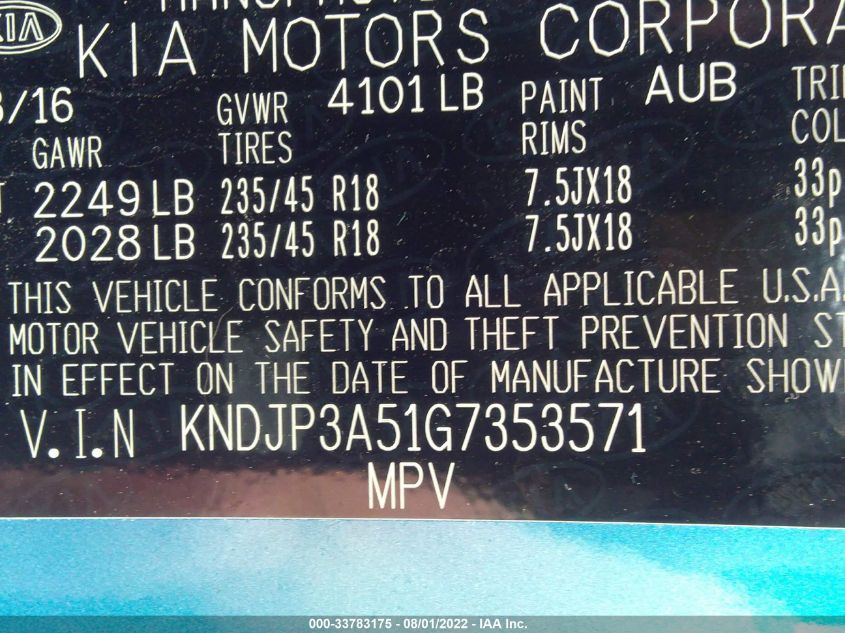 KIA
KIA MOTORS CORPORA
/16 GVWR 4101 LB PAINT AUB TRI
GAWR TIRES RIMS COL
2249 LB 235/45 R18 7.5JX18 33p
2028 LB 235/45 R18 7.5JX18 33p
THIS VEHICLE CONFORMS TO ALL APPLICABLE U.S.A.
MOTOR VEHICLE SAFETY AND THEFT PREVENTION ST
IN EFFECT ON THE DATE OF MANUFACTURE SHOW
V.I.N KNDJP3A51G7353571
MPV
000-33783175 - 08/01/2022 - IAA Inc.